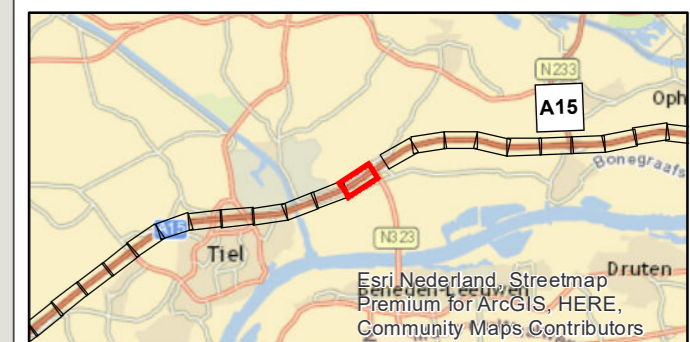 N233
A15
Oph
Bonegraafs
A15
N323
Tiel
Druten
Esri Nederland, Streetmap
Beneden-Leeuwen
Premium for ArcGIS, HERE,
Community Maps Contributors